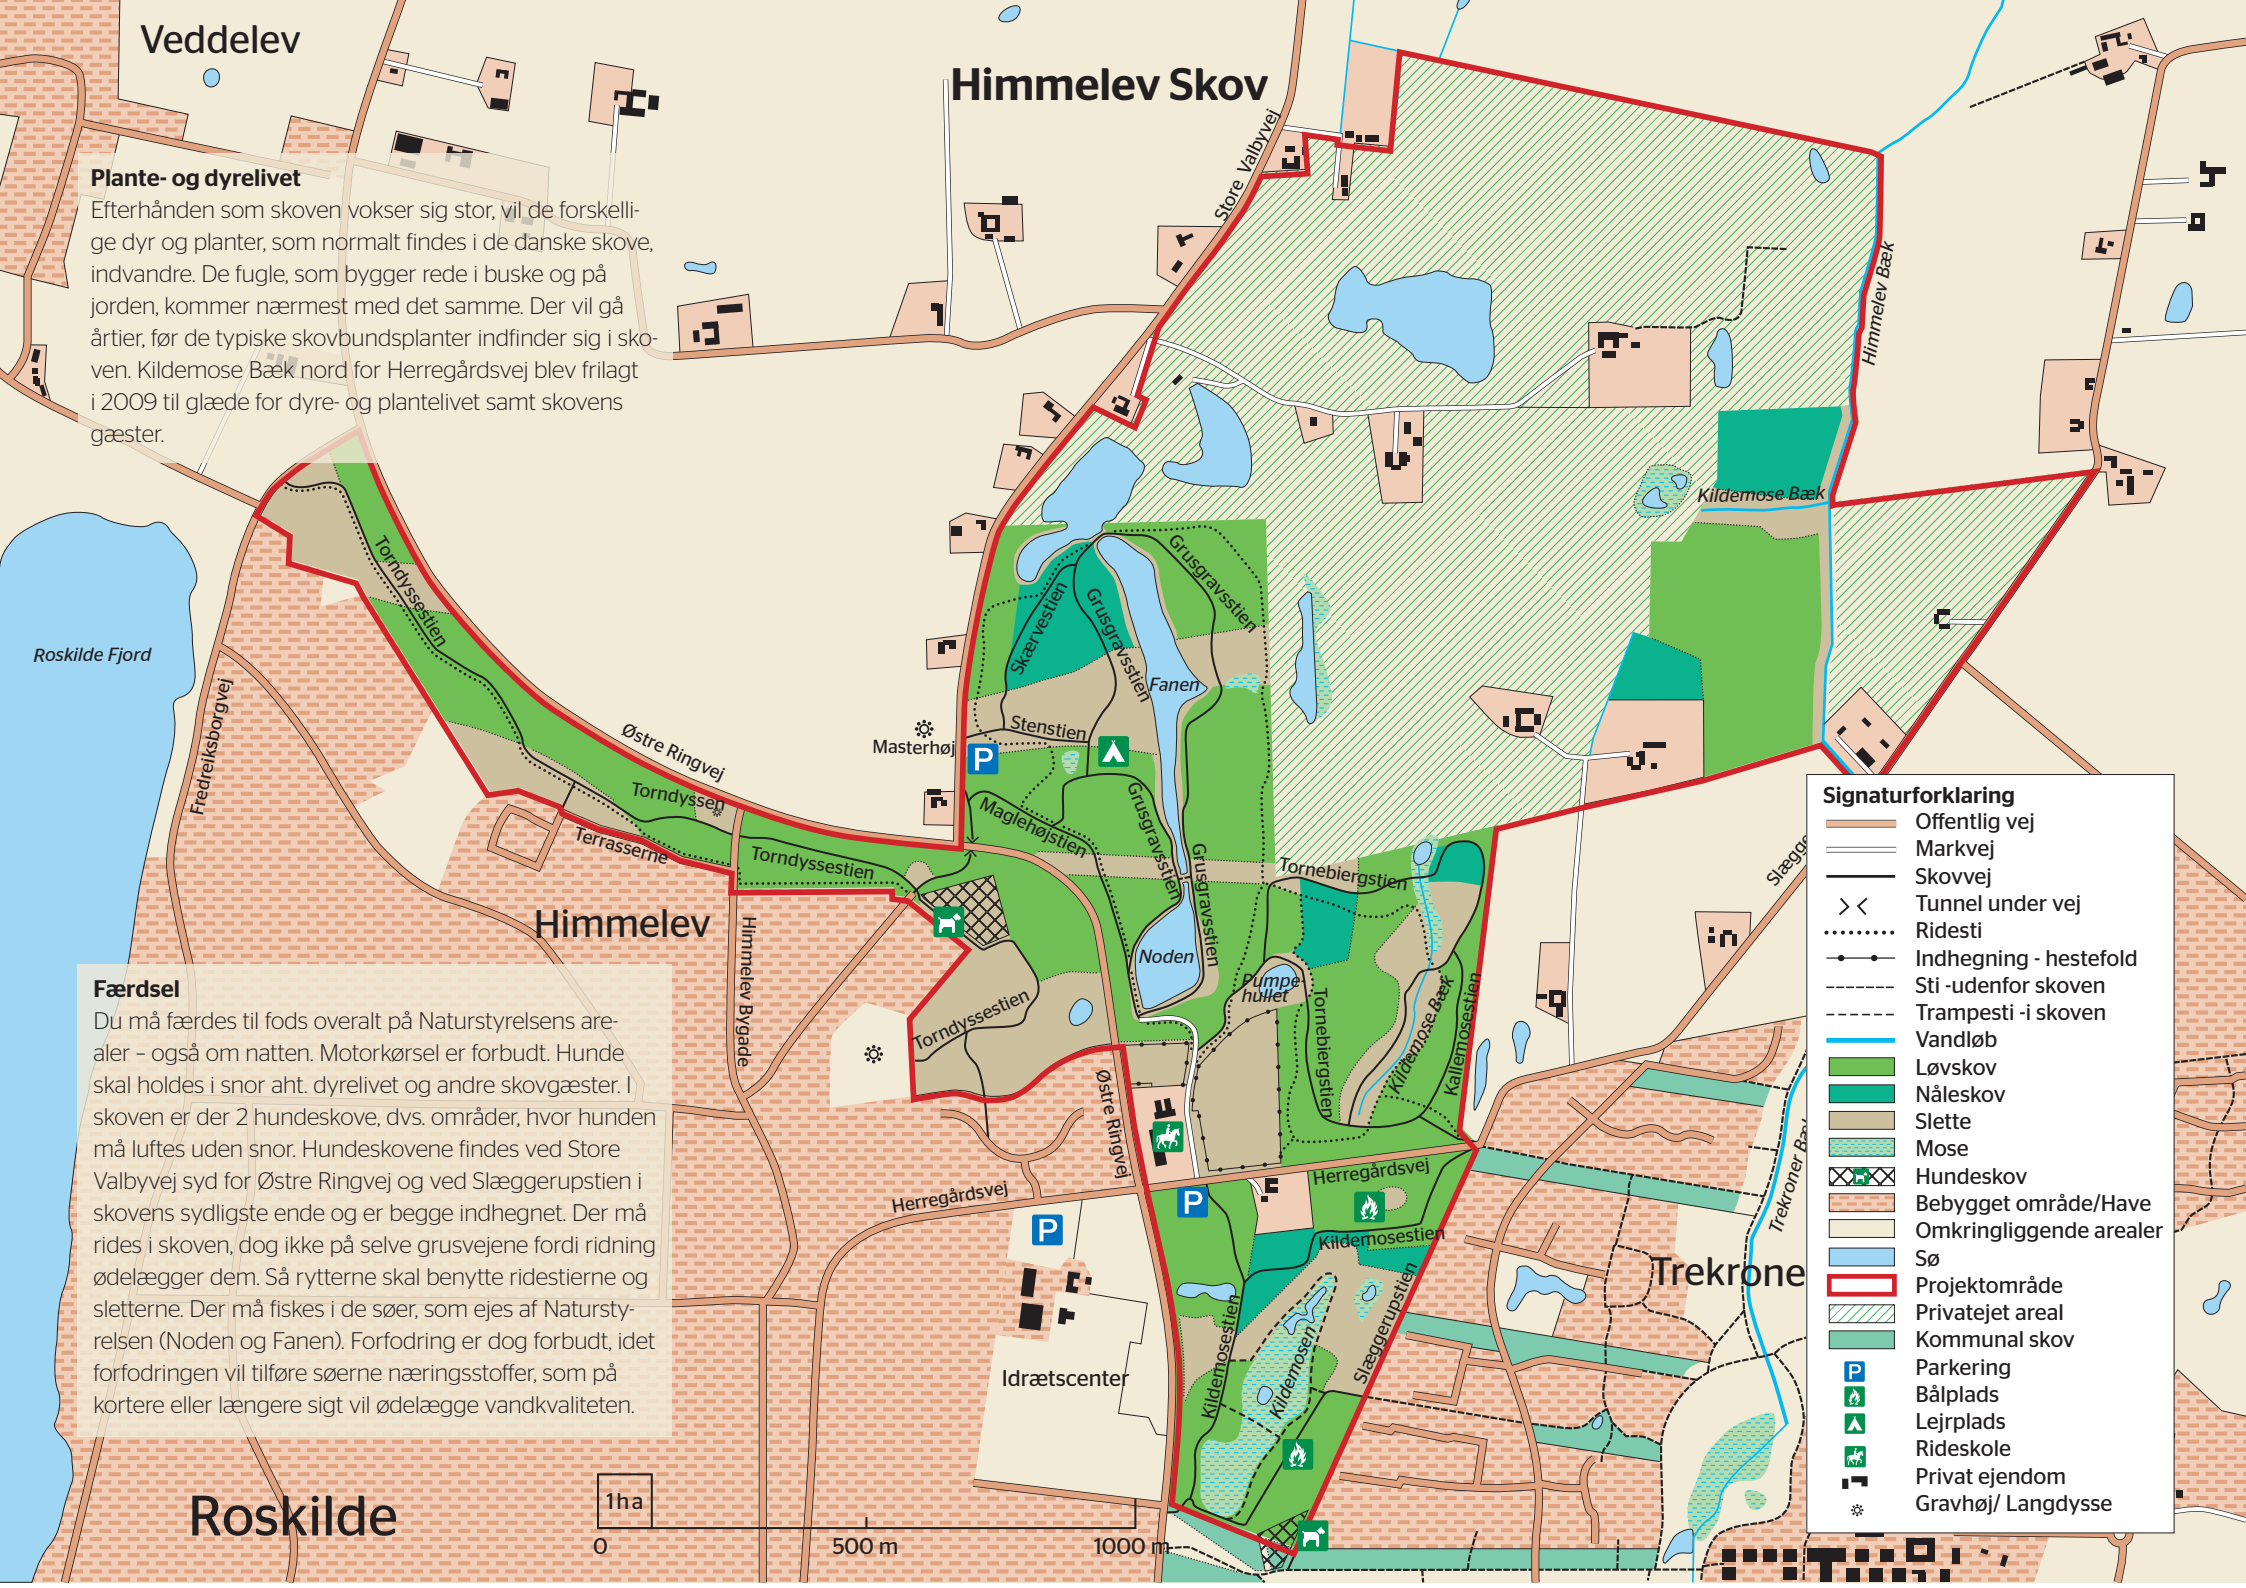 Veddelev
Himmelev Skov
Plante- og dyrelivet
Efterhånden som skoven vokser sig stor, vil de forskelli-
ge dyr og planter, som normalt findes i de danske skove,
indvandre. De fugle, som bygger rede i buske og på
jorden, kommer nærmest med det samme. Der vil gå
årtier, før de typiske skovbundsplanter indfinder sig i sko-
ven. Kildemose Bæk nord for Herregårdsvej blev frilagt
i 2009 til glæde for dyre- og plantelivet samt skovens
gæster.
Store Valbyvej
Himmelev Bæk
Kildemose Bæk
Torndyssestien
Grusgravsstien
Skærvestien
Grusgravsstien
Roskilde Fjord
Fanen
Fredreiksborgvej
Stenstien
Østre Ringvej
Masterhøj
P
Torndyssen
Maglehøjstien
Grusgravsstien
Terrasserne
Torndyssestien
Grusgravsstien
Tornebjergstien
Himmelev
Himmelev Bygade
Noden
Pumpe-
hullet
Torndyssestien
Tornebiergstien
Kildemose Bæk
Kallemosestien
Østre Ringvej
Herregårdsvej
Herregårdsvej
P
P
Kildemosestien
Kildemosestien
Kildemosen
Slæggerupstien
Idrætscenter
Trekroner
Slægge
Trekroner Bæk
Færdsel
Du må færdes til fods overalt på Naturstyrelsens are-
aler – også om natten. Motorkørsel er forbudt. Hunde
skal holdes i snor aht. dyrelivet og andre skovgæster. I
skoven er der 2 hundeskove, dvs. områder, hvor hunden
må luftes uden snor. Hundeskovene findes ved Store
Valbyvej syd for Østre Ringvej og ved Slæggerupstien i
skovens sydligste ende og er begge indhegnet. Der må
rides i skoven, dog ikke på selve grusvejene fordi ridning
ødelægger dem. Så rytterne skal benytte ridestierne og
sletterne. Der må fiskes i de søer, som ejes af Natursty-
relsen (Noden og Fanen). Forfodring er dog forbudt, idet
forfodringen vil tilføre søerne næringsstoffer, som på
kortere eller længere sigt vil ødelægge vandkvaliteten.
Roskilde
1ha
0
500 m
1000 m
Signaturforklaring
Offentlig vej
Markvej
Skovvej
Tunnel under vej
Ridesti
Indhegning - hestefold
Sti -udenfor skoven
Trampesti -i skoven
Vandløb
Løvskov
Nåleskov
Slette
Mose
Hundeskov
Bebygget område/Have
Omkringliggende arealer
Sø
Projektområde
Privatejet areal
Kommunal skov
P Parkering
Bålplads
Lejrplads
Rideskole
Privat ejendom
Gravhøj/ Langdysse